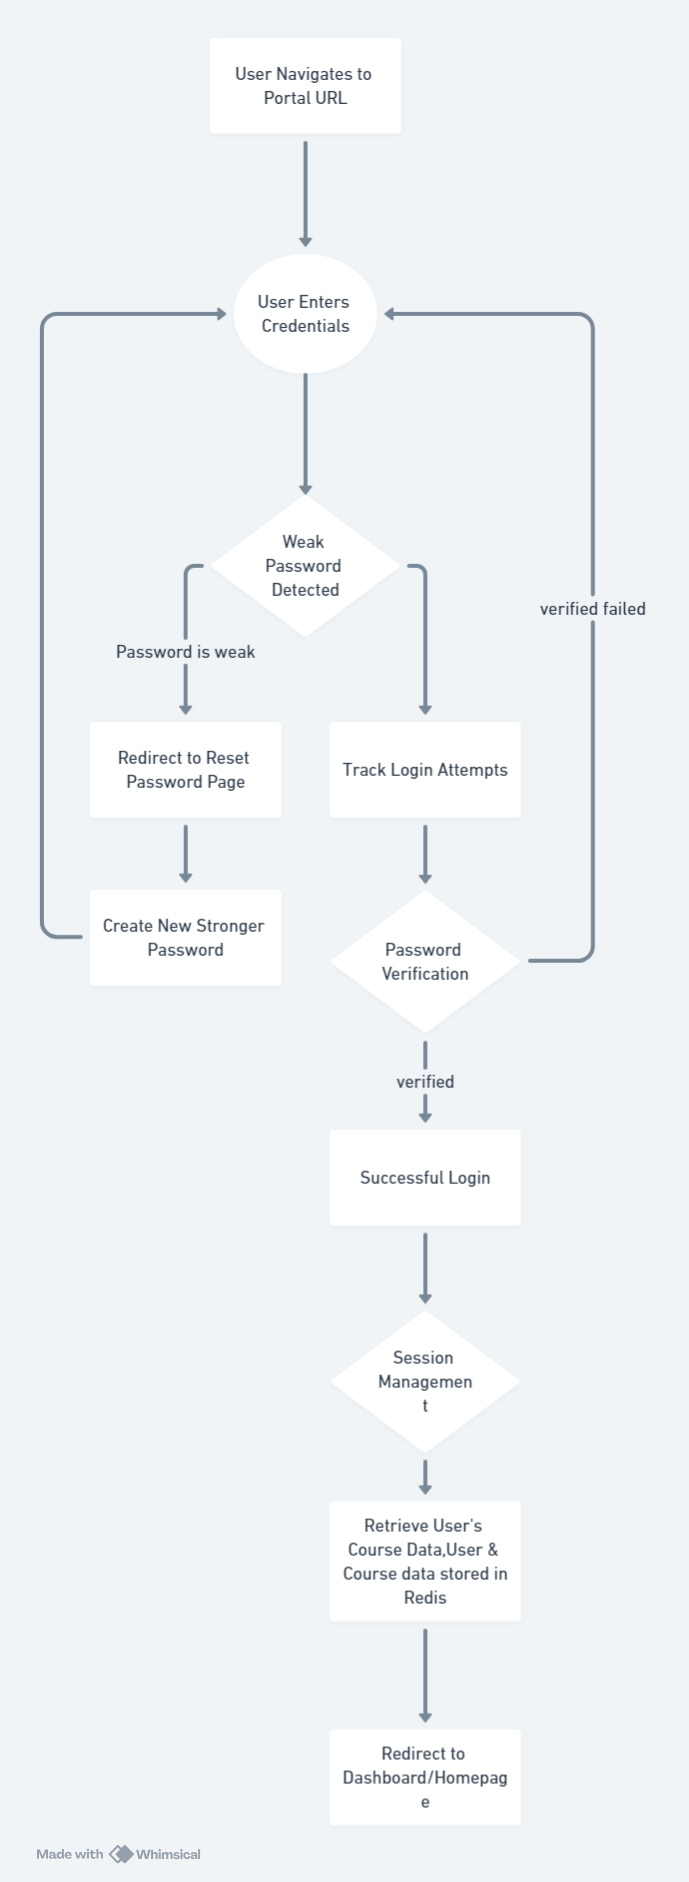 User Navigates to
Portal URL
User Enters
Credentials
Weak
Password
Detected
verified failed
Password is weak
Redirect to Reset
Password Page
Track Login Attempts
Create New Stronger
Password
Password
Verification
verified
Successful Login
Session
Managemen
t
Retrieve User's
Course Data,User &
Course data stored in
Redis
Redirect to
Dashboard/Homepag
e
Made with Whimsical